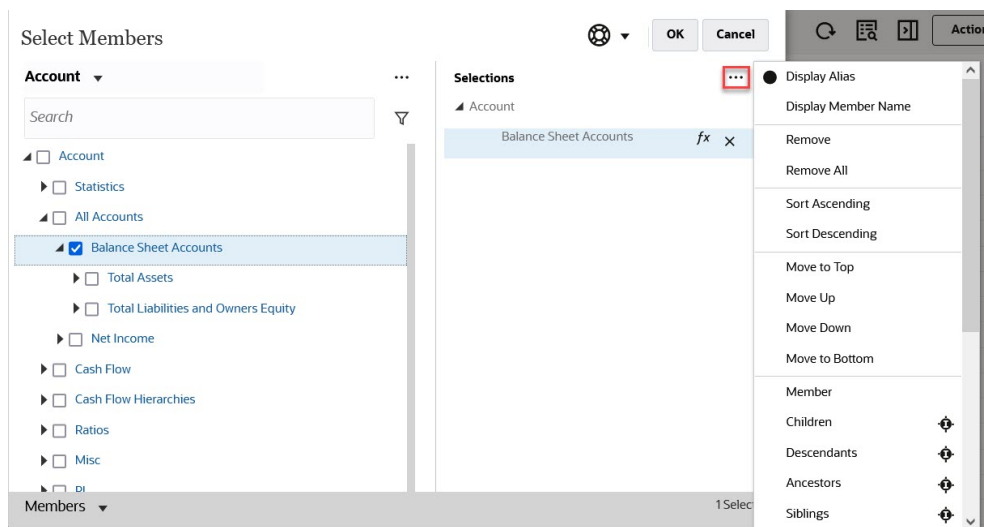 Select Members
OK
Cancel
Actio
Account
...
Search
Account
Statistics
All Accounts
Balance Sheet Accounts
Total Assets
Total Liabilities and Owners Equity
Net Income
Cash Flow
Cash Flow Hierarchies
Ratios
Misc
Members
Selections
...
Account
Balance Sheet Accounts fx
1 Selec
Display Alias
Display Member Name
Remove
Remove All
Sort Ascending
Sort Descending
Move to Top
Move Up
Move Down
Move to Bottom
Member
Children
Descendants
Ancestors
Siblings